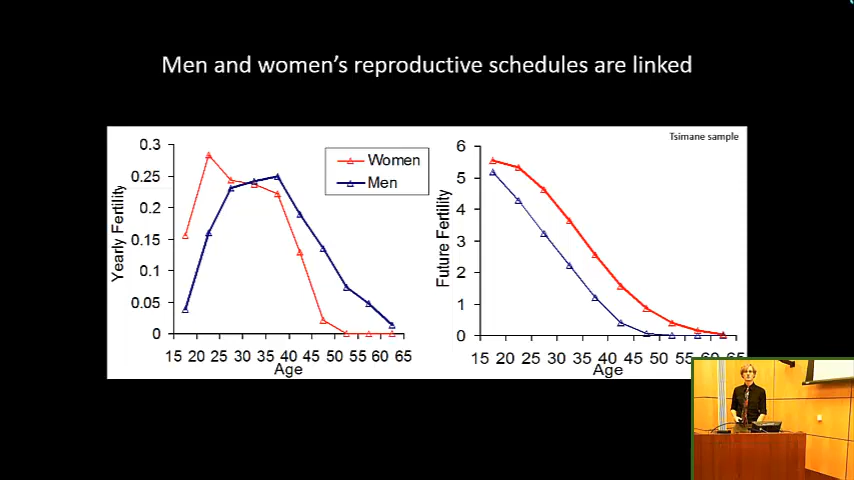 Men and women's reproductive schedules are linked
0.3
0.25
0.2
0.15
0.1
0.05
0
Yearly Fertility
Women
Men
15 20 25 30 35 40 45 50 55 60 65
Age
Tsimane sample
6
5
4
3
2
1
0
Future Fertility
15 20 25 30 35 40 45 50 55 60 65
Age